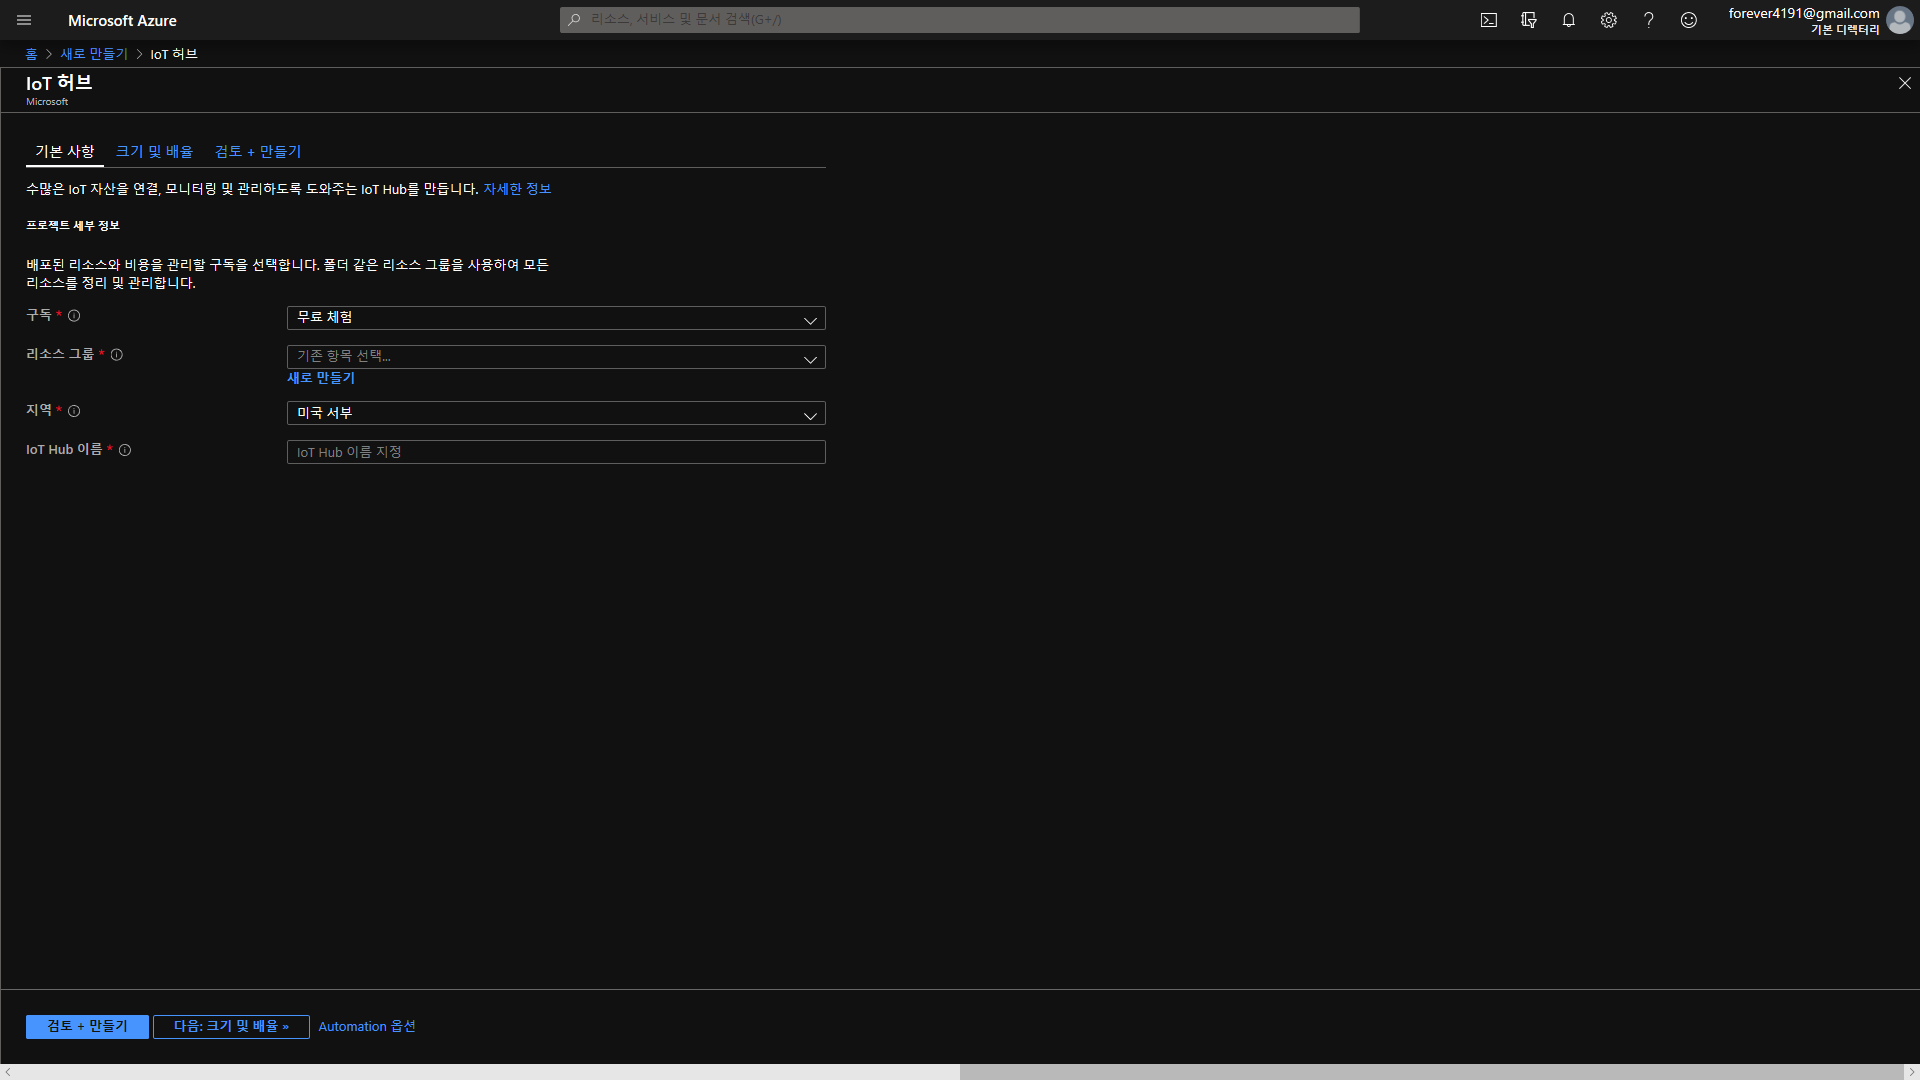 Microsoft Azure
리소스, 서비스 및 문서 검색(G+/)
forever4191@gmail.com
기본 디렉터리
홈 > 새로 만들기 > IoT 허브
IoT 허브
Microsoft
기본 사항 크기 및 배율 검토 + 만들기
수많은 IoT 자산을 연결, 모니터링 및 관리하도록 도와주는 IoT Hub를 만듭니다. 자세한 정보
프로젝트 세부 정보
배포된 리소스와 비용을 관리할 구독을 선택합니다. 폴더 같은 리소스 그룹을 사용하여 모든
리소스를 정리 및 관리합니다.
구독 * 무료 체험
리소스 그룹 * 기존 항목 선택...
새로 만들기
지역 * 미국 서부
IoT Hub 이름 * IoT Hub 이름 지정
검토 + 만들기 다음: 크기 및 배율 » Automation 옵션